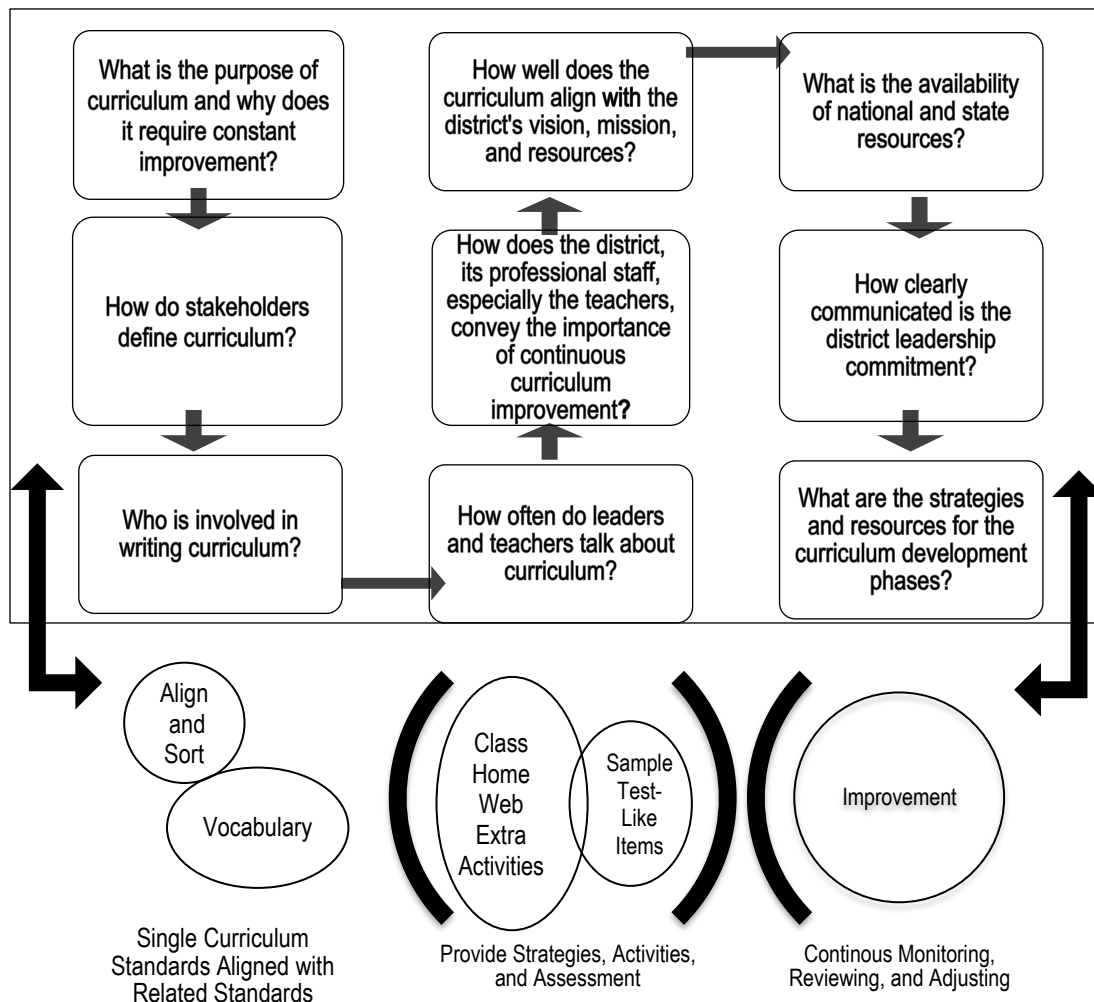 What is the purpose of
curriculum and why does
it require constant
improvement?
How do stakeholders
define curriculum?
Who is involved in
writing curriculum?
How often do leaders
and teachers talk about
curriculum?
How does the district,
its professional staff,
especially the teachers,
convey the importance
of continuous
curriculum
improvement?
How well does the
curriculum align with the
district's vision, mission,
and resources?
What is the availability
of national and state
resources?
How clearly
communicated is the
district leadership
commitment?
What are the strategies
and resources for the
curriculum development
phases?
Align
and
Sort
Vocabulary
Single Curriculum
Standards Aligned with
Related Standards
Class
Home
Web
Extra
Activities
Sample
Test-
Like
Items
Provide Strategies, Activities,
and Assessment
Improvement
Continous Monitoring,
Reviewing, and Adjusting